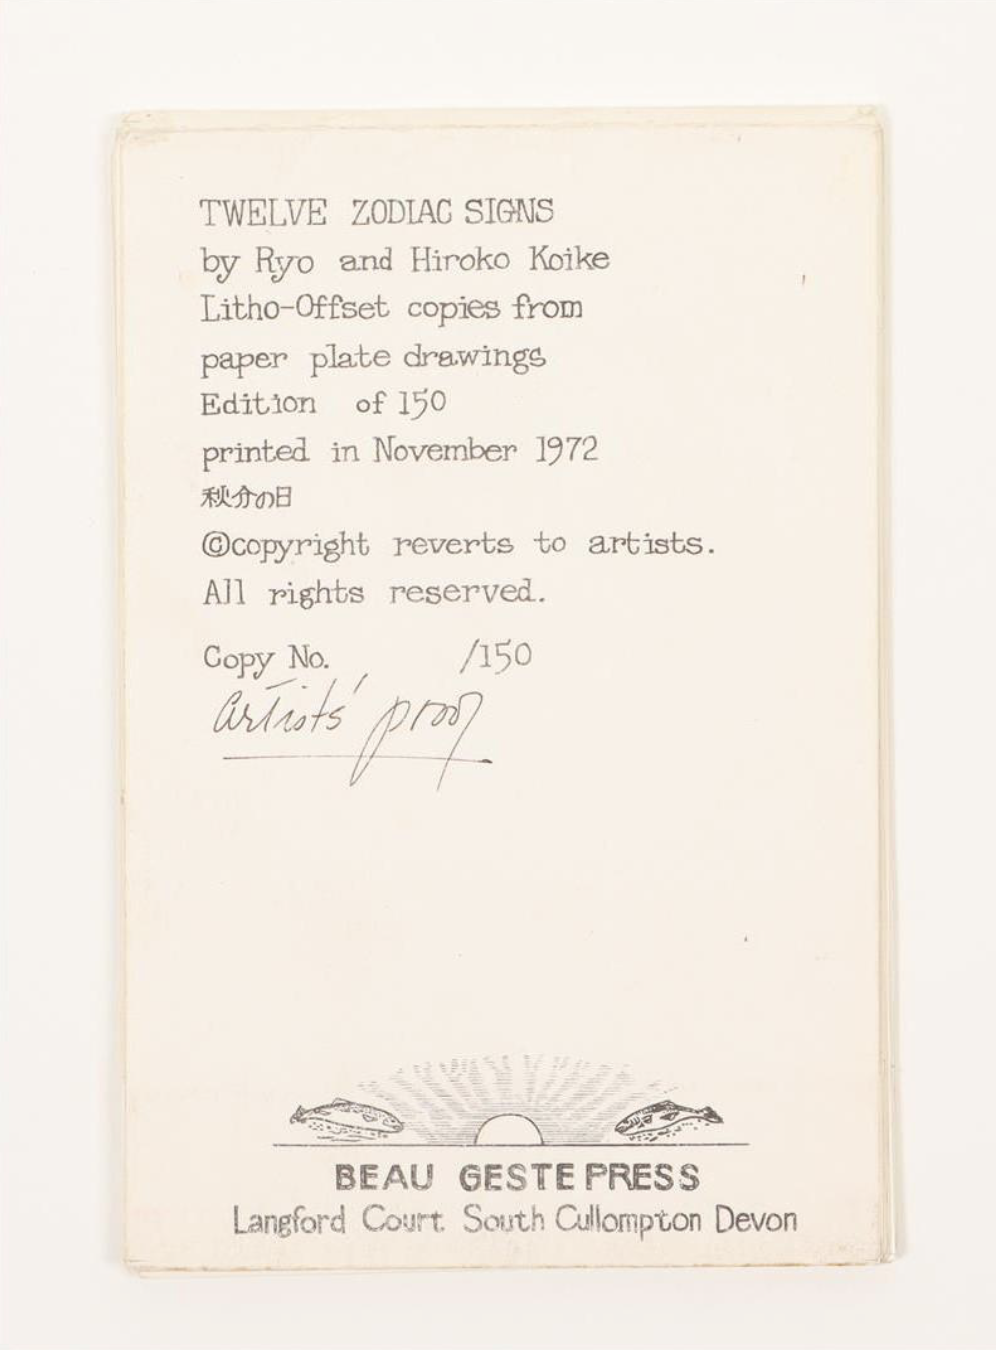 TWELVE ZODIAC SIGNS
by Ryo and Hiroko Koike
Litho-Offset copies from
paper plate drawings
Edition of 150
printed in November 1972
秋分の日
©copyright reverts to artists.
All rights reserved.
Copy No. /150
Artists' proof
BEAU GESTE PRESS
Langford Court South Cullompton Devon